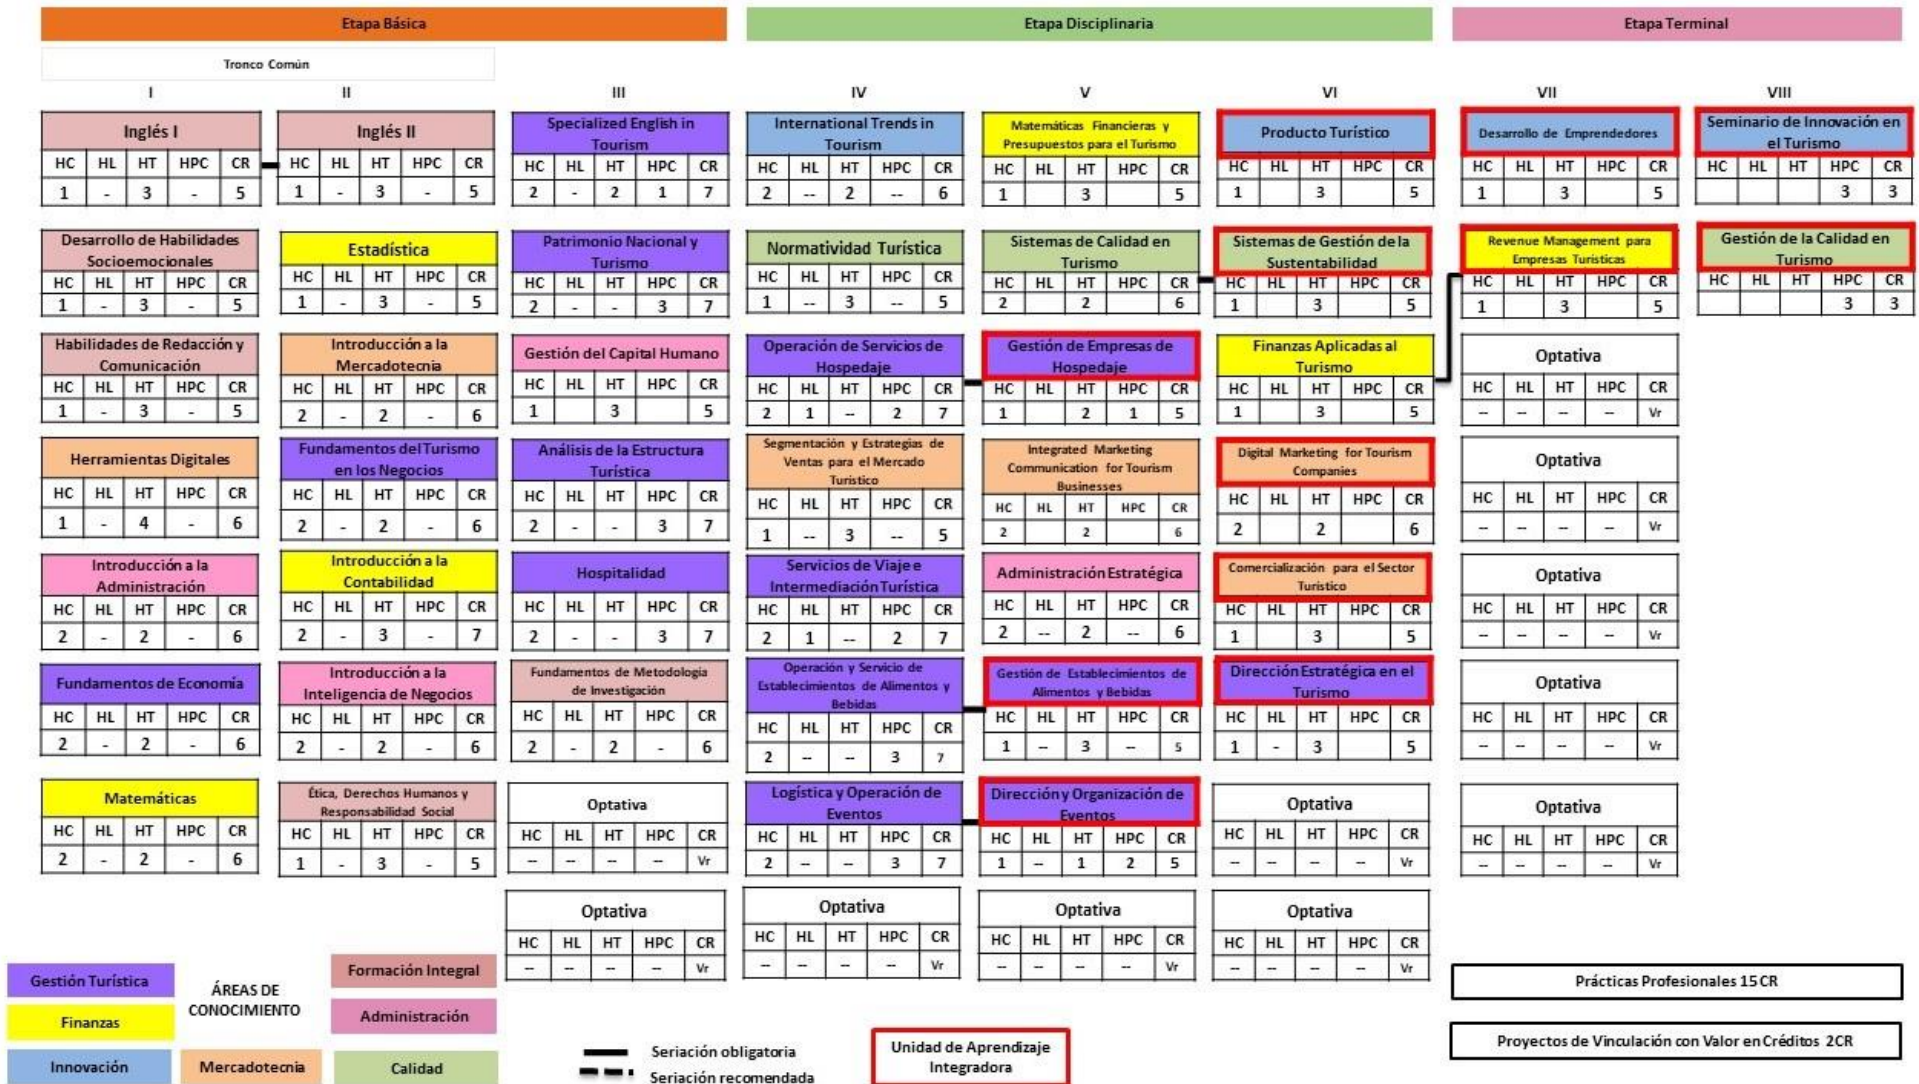 Etapa Básica
Etapa Disciplinaria
Etapa Terminal
Tronco Común
I II III IV V VI VII VIII
Inglés I
HC HL HT HPC CR
1 - 3 - 5
Inglés II
HC HL HT HPC CR
1 - 3 - 5
Specialized English in
Tourism
HC HL HT HPC CR
2 - 2 1 7
International Trends in
Tourism
HC HL HT HPC CR
2 -- 2 -- 6
Matemáticas Financieras y
Presupuestos para el Turismo
HC HL HT HPC CR
1 3 5
Producto Turístico
HC HL HT HPC CR
1 3 5
Desarrollo de Emprendedores
HC HL HT HPC CR
1 3 5
Seminario de Innovación en
el Turismo
HC HL HT HPC CR
3 3
Desarrollo de Habilidades
Socioemocionales
HC HL HT HPC CR
1 - 3 - 5
Estadística
HC HL HT HPC CR
1 - 3 - 5
Patrimonio Nacional y
Turismo
HC HL HT HPC CR
2 - - 3 7
Normatividad Turística
HC HL HT HPC CR
1 -- 3 -- 5
Sistemas de Calidad en
Turismo
HC HL HT HPC CR
2 2 6
Sistemas de Gestión de la
Sustentabilidad
HC HL HT HPC CR
1 3 5
Revenue Management para
Empresas Turísticas
HC HL HT HPC CR
1 3 5
Gestión de la Calidad en
Turismo
HC HL HT HPC CR
3 3
Habilidades de Redacción y
Comunicación
HC HL HT HPC CR
1 - 3 - 5
Introducción a la
Mercadotecnia
HC HL HT HPC CR
2 - 2 - 6
Gestión del Capital Humano
HC HL HT HPC CR
1 3 5
Operación de Servicios de
Hospedaje
HC HL HT HPC CR
2 1 -- 2 7
Gestión de Empresas de
Hospedaje
HC HL HT HPC CR
1 2 1 5
Finanzas Aplicadas al
Turismo
HC HL HT HPC CR
1 3 5
Optativa
HC HL HT HPC CR
-- -- -- -- Vr
Herramientas Digitales
HC HL HT HPC CR
1 - 4 - 6
Fundamentos del Turismo
en los Negocios
HC HL HT HPC CR
2 - 2 - 6
Análisis de la Estructura
Turística
HC HL HT HPC CR
2 - - 3 7
Segmentación y Estrategias de
Ventas para el Mercado
Turístico
HC HL HT HPC CR
1 -- 3 -- 5
Integrated Marketing
Communication for Tourism
Businesses
HC HL HT HPC CR
2 2 6
Digital Marketing for Tourism
Companies
HC HL HT HPC CR
2 2 6
Optativa
HC HL HT HPC CR
-- -- -- -- Vr
Introducción a la
Administración
HC HL HT HPC CR
2 - 2 - 6
Introducción a la
Contabilidad
HC HL HT HPC CR
2 - 3 - 7
Hospitalidad
HC HL HT HPC CR
2 - - 3 7
Servicios de Viaje e
Intermediación Turística
HC HL HT HPC CR
2 1 -- 2 7
Administración Estratégica
HC HL HT HPC CR
2 -- 2 -- 6
Comercialización para el Sector
Turístico
HC HL HT HPC CR
1 3 5
Optativa
HC HL HT HPC CR
-- -- -- -- Vr
Fundamentos de Economía
HC HL HT HPC CR
2 - 2 - 6
Introducción a la
Inteligencia de Negocios
HC HL HT HPC CR
2 - 2 - 6
Fundamentos de Metodología
de Investigación
HC HL HT HPC CR
2 - 2 - 6
Operación y Servicio de
Establecimientos de Alimentos y
Bebidas
HC HL HT HPC CR
2 -- -- 3 7
Gestión de Establecimientos de
Alimentos y Bebidas
HC HL HT HPC CR
1 -- 3 -- 5
Dirección Estratégica en el
Turismo
HC HL HT HPC CR
1 - 3 5
Optativa
HC HL HT HPC CR
-- -- -- -- Vr
Matemáticas
HC HL HT HPC CR
2 - 2 - 6
Ética, Derechos Humanos y
Responsabilidad Social
HC HL HT HPC CR
1 - 3 - 5
Optativa
HC HL HT HPC CR
-- -- -- -- Vr
Logística y Operación de
Eventos
HC HL HT HPC CR
2 -- -- 3 7
Dirección y Organización de
Eventos
HC HL HT HPC CR
1 -- 1 2 5
Optativa
HC HL HT HPC CR
-- -- -- -- Vr
Optativa
HC HL HT HPC CR
-- -- -- -- Vr
Optativa
HC HL HT HPC CR
-- -- -- -- Vr
Optativa
HC HL HT HPC CR
-- -- -- -- Vr
Optativa
HC HL HT HPC CR
-- -- -- -- Vr
Optativa
HC HL HT HPC CR
-- -- -- -- Vr
Gestión Turística
ÁREAS DE
CONOCIMIENTO
Formación Integral
Finanzas
Administración
Innovación
Mercadotecnia
Calidad
Seriación obligatoria
Seriación recomendada
Unidad de Aprendizaje
Integradora
Prácticas Profesionales 15 CR
Proyectos de Vinculación con Valor en Créditos 2CR